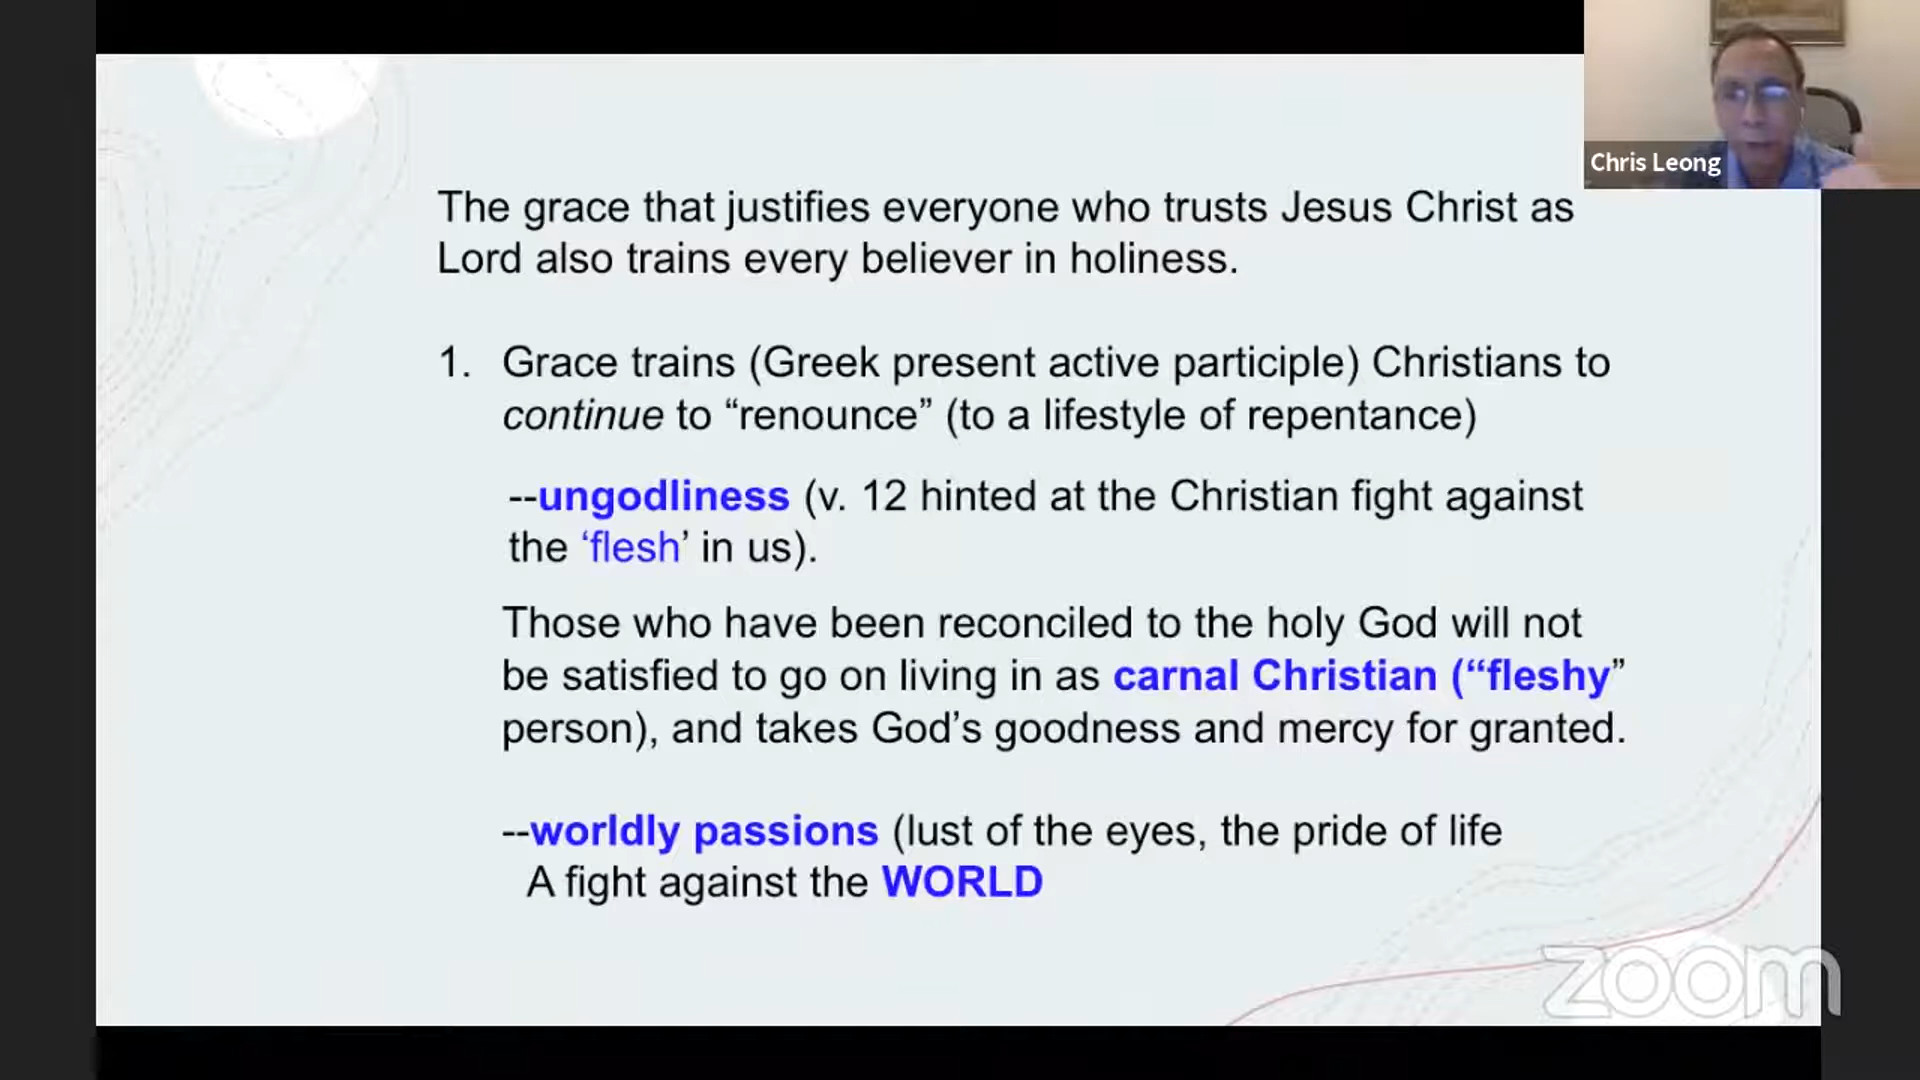 Chris Leong
The grace that justifies everyone who trusts Jesus Christ as
Lord also trains every believer in holiness.
1. Grace trains (Greek present active participle) Christians to
continue to “renounce” (to a lifestyle of repentance)
--ungodliness (v. 12 hinted at the Christian fight against
the ‘flesh’ in us).
Those who have been reconciled to the holy God will not
be satisfied to go on living in as carnal Christian (“fleshy”
person), and takes God’s goodness and mercy for granted.
--worldly passions (lust of the eyes, the pride of life
A fight against the WORLD
zoom